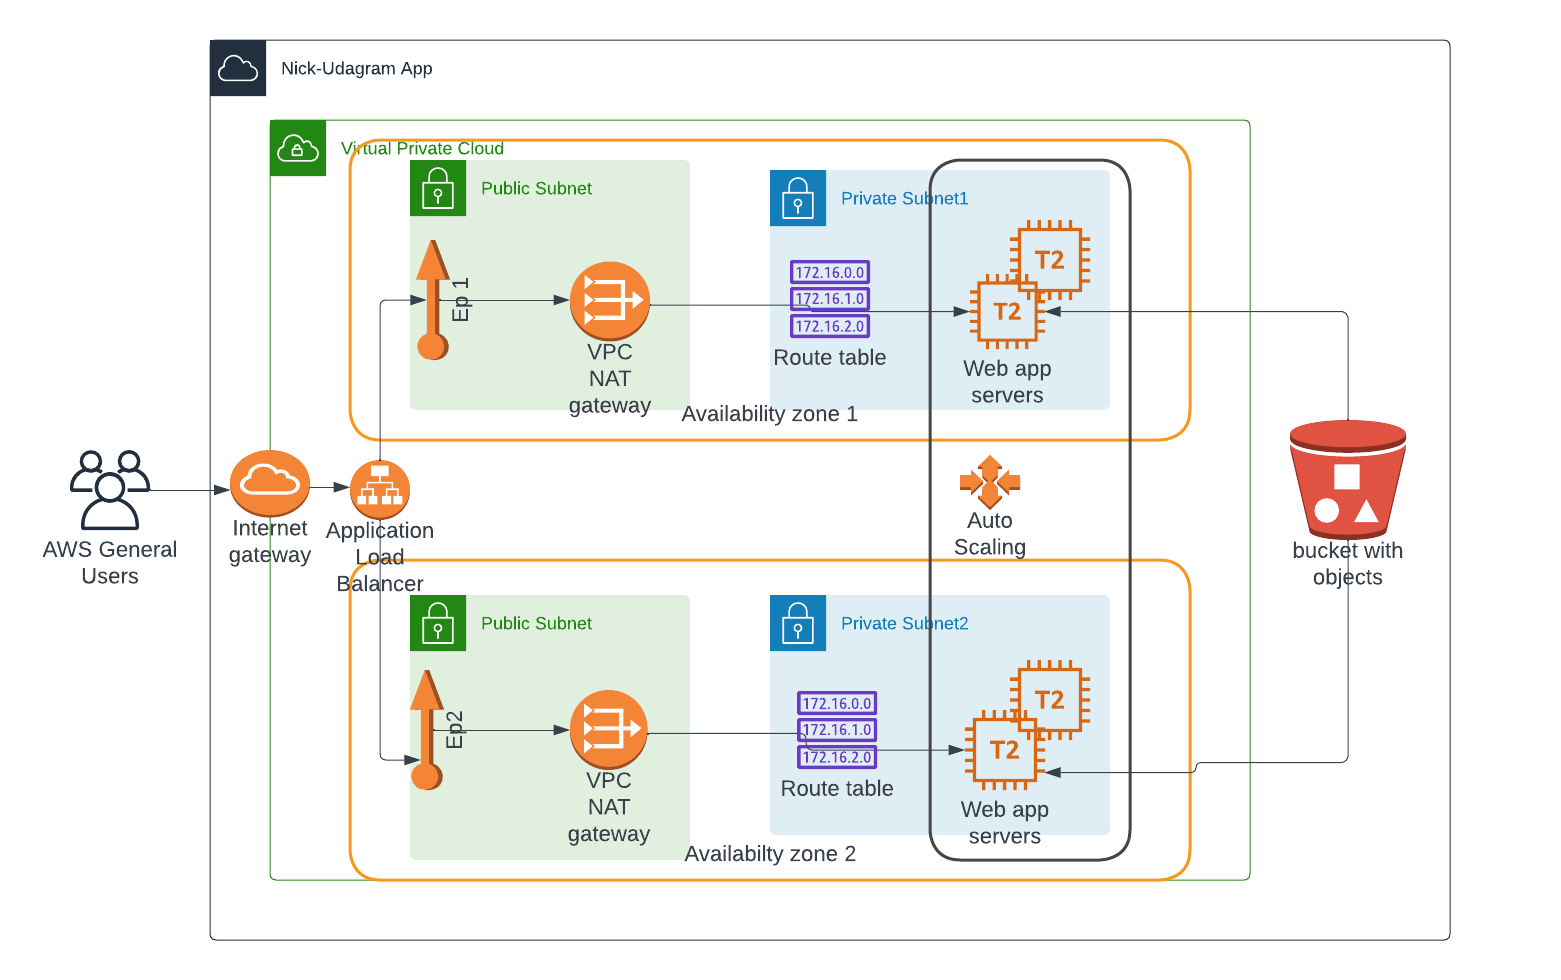 Nick-Udagram App
Virtual Private Cloud
Public Subnet
Private Subnet1
Ep 1
172.16.0.0
172.16.1.0
172.16.2.0
Route table
T2
T2
VPC
NAT
gateway
Web app
servers
Availability zone 1
AWS General
Users
Internet
gateway
Application
Load
Balancer
Auto
Scaling
bucket with
objects
Public Subnet
Private Subnet2
Ep2
172.16.0.0
172.16.1.0
172.16.2.0
Route table
T2
T2
VPC
NAT
gateway
Web app
servers
Availabilty zone 2